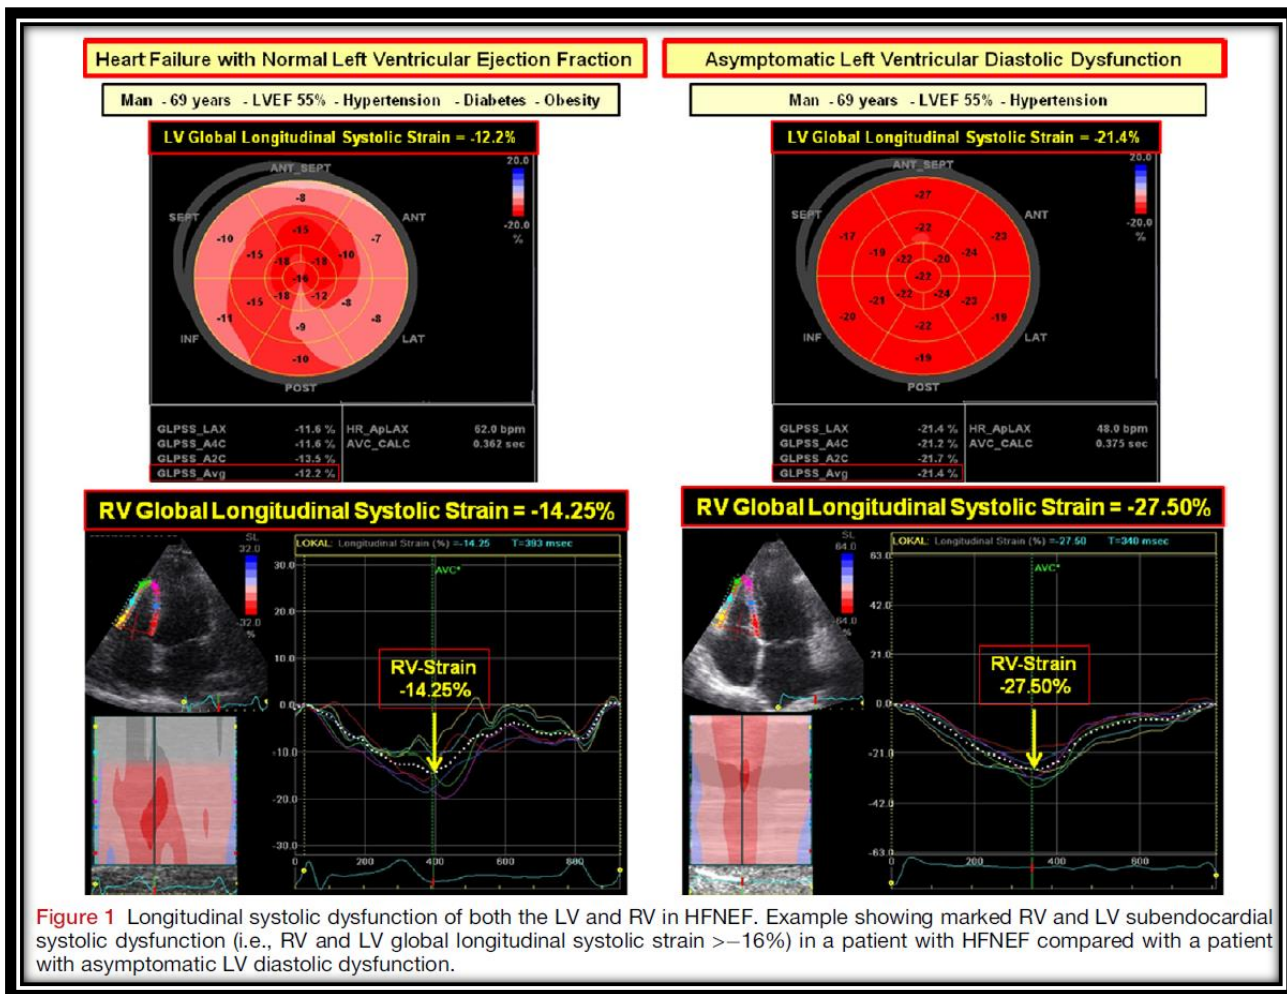 Heart Failure with Normal Left Ventricular Ejection Fraction
Man - 69 years - LVEF 55% - Hypertension - Diabetes - Obesity
LV Global Longitudinal Systolic Strain = -12.2%
ANT_SEPT
20.0
-20.0
%
SEPT
ANT
-8
-10
-7
-15
-15
-10
-18
-18
-16
-18
-12
-15
-8
-11
-8
-9
-10
INF
LAT
POST
GLPSS_LAX -11.6 % HR_ApLAX 62.0 bpm
GLPSS_A4C -11.6 % AVC_CALC 0.362 sec
GLPSS_A2C -13.5 %
GLPSS_Avg -12.2 %
RV Global Longitudinal Systolic Strain = -14.25%
SL
32.0
-32.0
%
LOKAL: Longitudinal Strain (%) =-14.25 T=393 msec
AVC*
30.0
20.0
10.0
0.0
-10.0
-20.0
-30.0
RV-Strain
-14.25%
0 200 400 600 800
Asymptomatic Left Ventricular Diastolic Dysfunction
Man - 69 years - LVEF 55% - Hypertension
LV Global Longitudinal Systolic Strain = -21.4%
ANT_SEPT
20.0
-20.0
%
SEPT
ANT
-27
-17
-23
-22
-19
-24
-22
-20
-22
-22
-24
-21
-23
-20
-19
-22
-19
INF
LAT
POST
GLPSS_LAX -21.4 % HR_ApLAX 48.0 bpm
GLPSS_A4C -21.2 % AVC_CALC 0.375 sec
GLPSS_A2C -21.7 %
GLPSS_Avg -21.4 %
RV Global Longitudinal Systolic Strain = -27.50%
SL
64.0
-64.0
%
LOKAL: Longitudinal Strain (%) =-27.50 T=340 msec
AVC*
63.0
42.0
21.0
0.0
-21.0
-42.0
-63.0
RV-Strain
-27.50%
0 200 400 600
Figure 1 Longitudinal systolic dysfunction of both the LV and RV in HFNEF. Example showing marked RV and LV subendocardial
systolic dysfunction (i.e., RV and LV global longitudinal systolic strain >−16%) in a patient with HFNEF compared with a patient
with asymptomatic LV diastolic dysfunction.